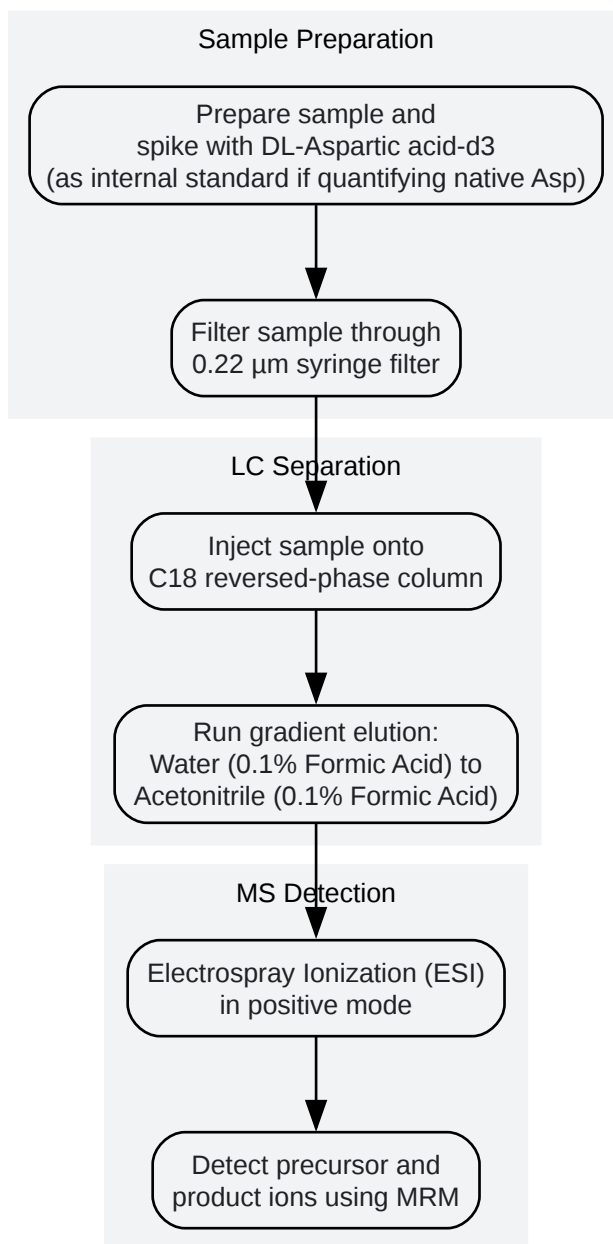 Sample Preparation
Prepare sample and
spike with DL-Aspartic acid-d3
(as internal standard if quantifying native Asp)
Filter sample through
0.22 µm syringe filter
LC Separation
Inject sample onto
C18 reversed-phase column
Run gradient elution:
Water (0.1% Formic Acid) to
Acetonitrile (0.1% Formic Acid)
MS Detection
Electrospray Ionization (ESI)
in positive mode
Detect precursor and
product ions using MRM